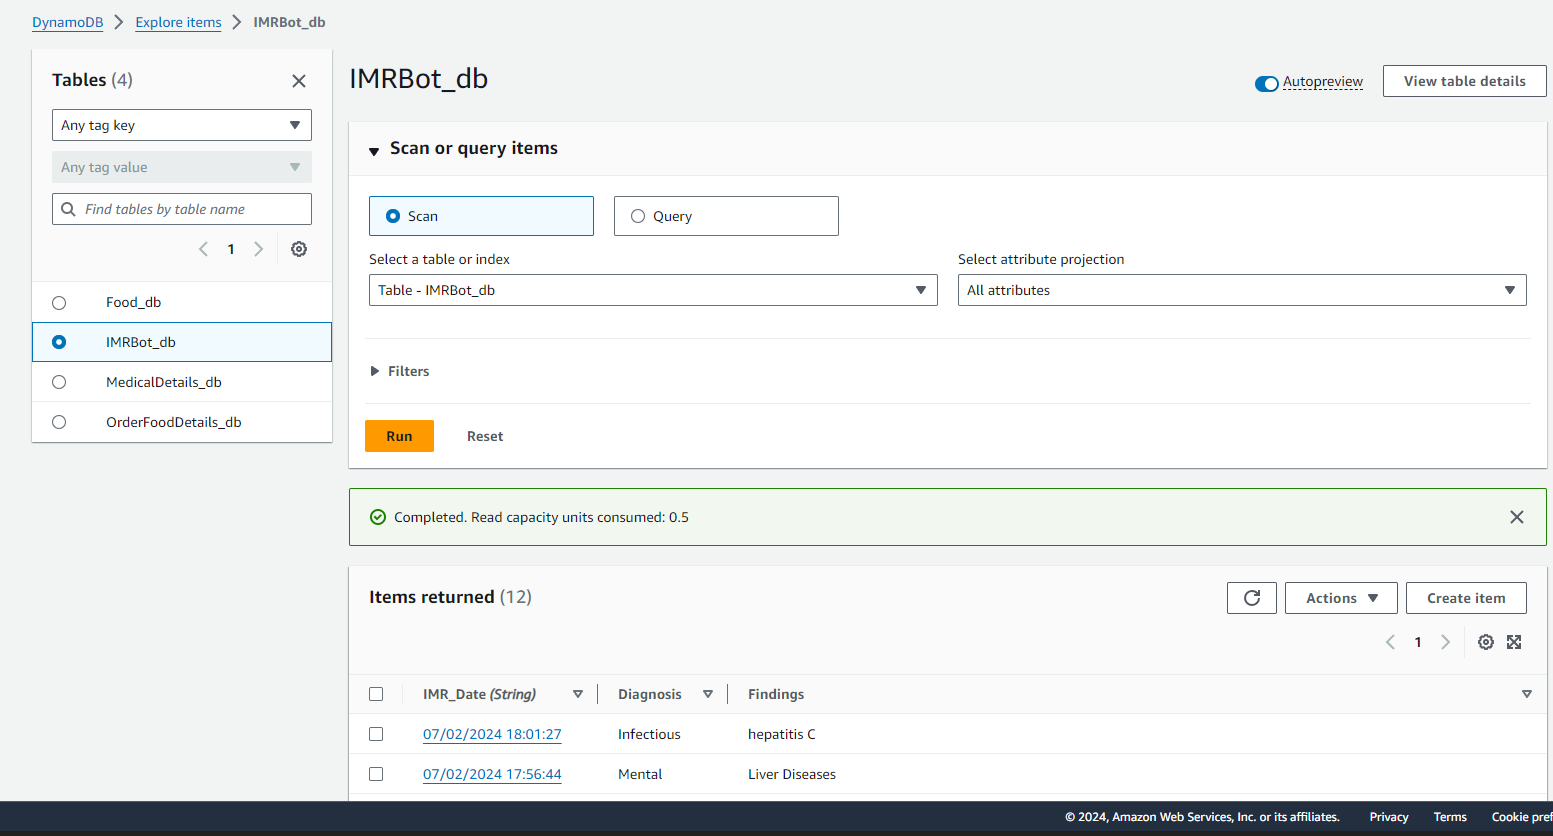 DynamoDB > Explore items > IMRBot_db
Tables (4)
Any tag key
Any tag value
Find tables by table name
1
Food_db
IMRBot_db
MedicalDetails_db
OrderFoodDetails_db
IMRBot_db
Autopreview
View table details
Scan or query items
Scan
Query
Select a table or index
Select attribute projection
Table - IMRBot_db
All attributes
Filters
Run
Reset
Completed. Read capacity units consumed: 0.5
Items returned (12)
Actions
Create item
1
IMR_Date (String)
Diagnosis
Findings
07/02/2024 18:01:27 Infectious hepatitis C
07/02/2024 17:56:44 Mental Liver Diseases
© 2024, Amazon Web Services, Inc. or its affiliates. Privacy Terms Cookie pref